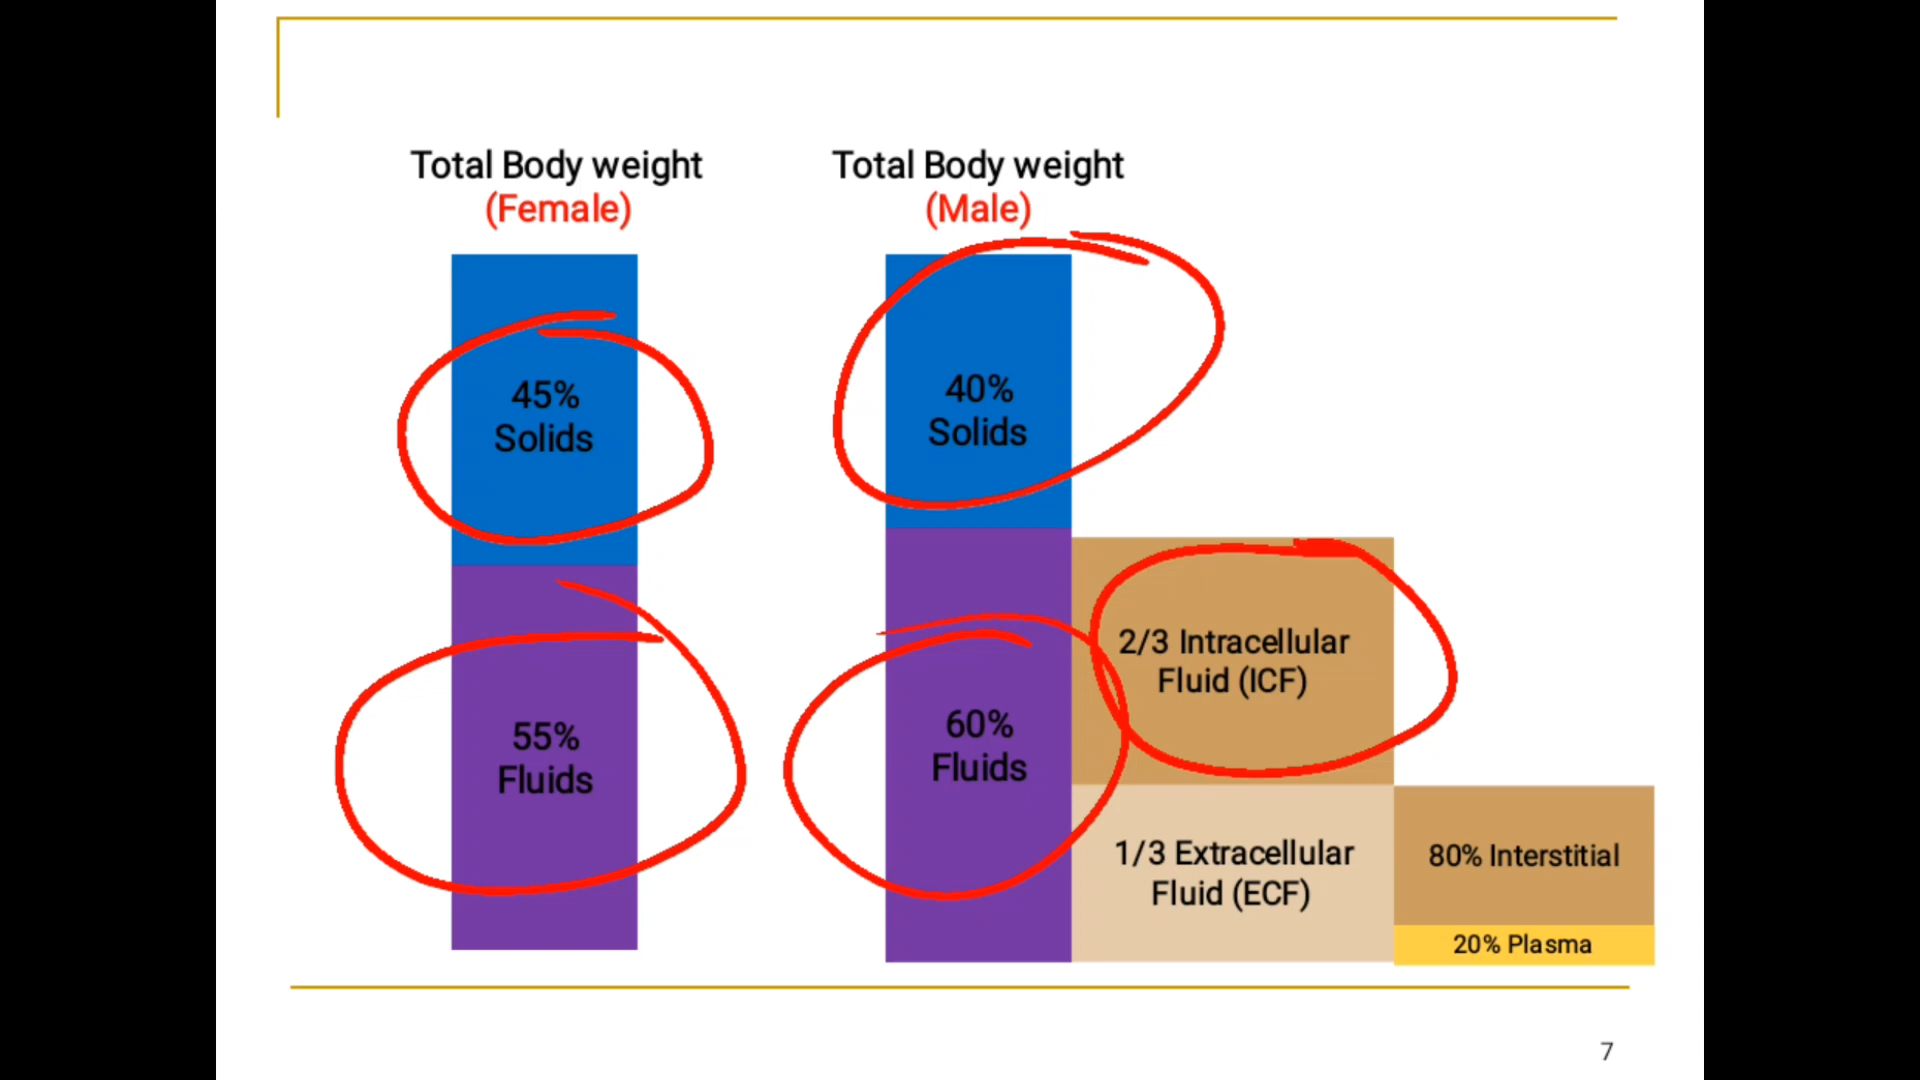 Total Body weight
(Female)
45%
Solids
55%
Fluids
Total Body weight
(Male)
40%
Solids
60%
Fluids
2/3 Intracellular
Fluid (ICF)
1/3 Extracellular
Fluid (ECF)
80% Interstitial
20% Plasma
7